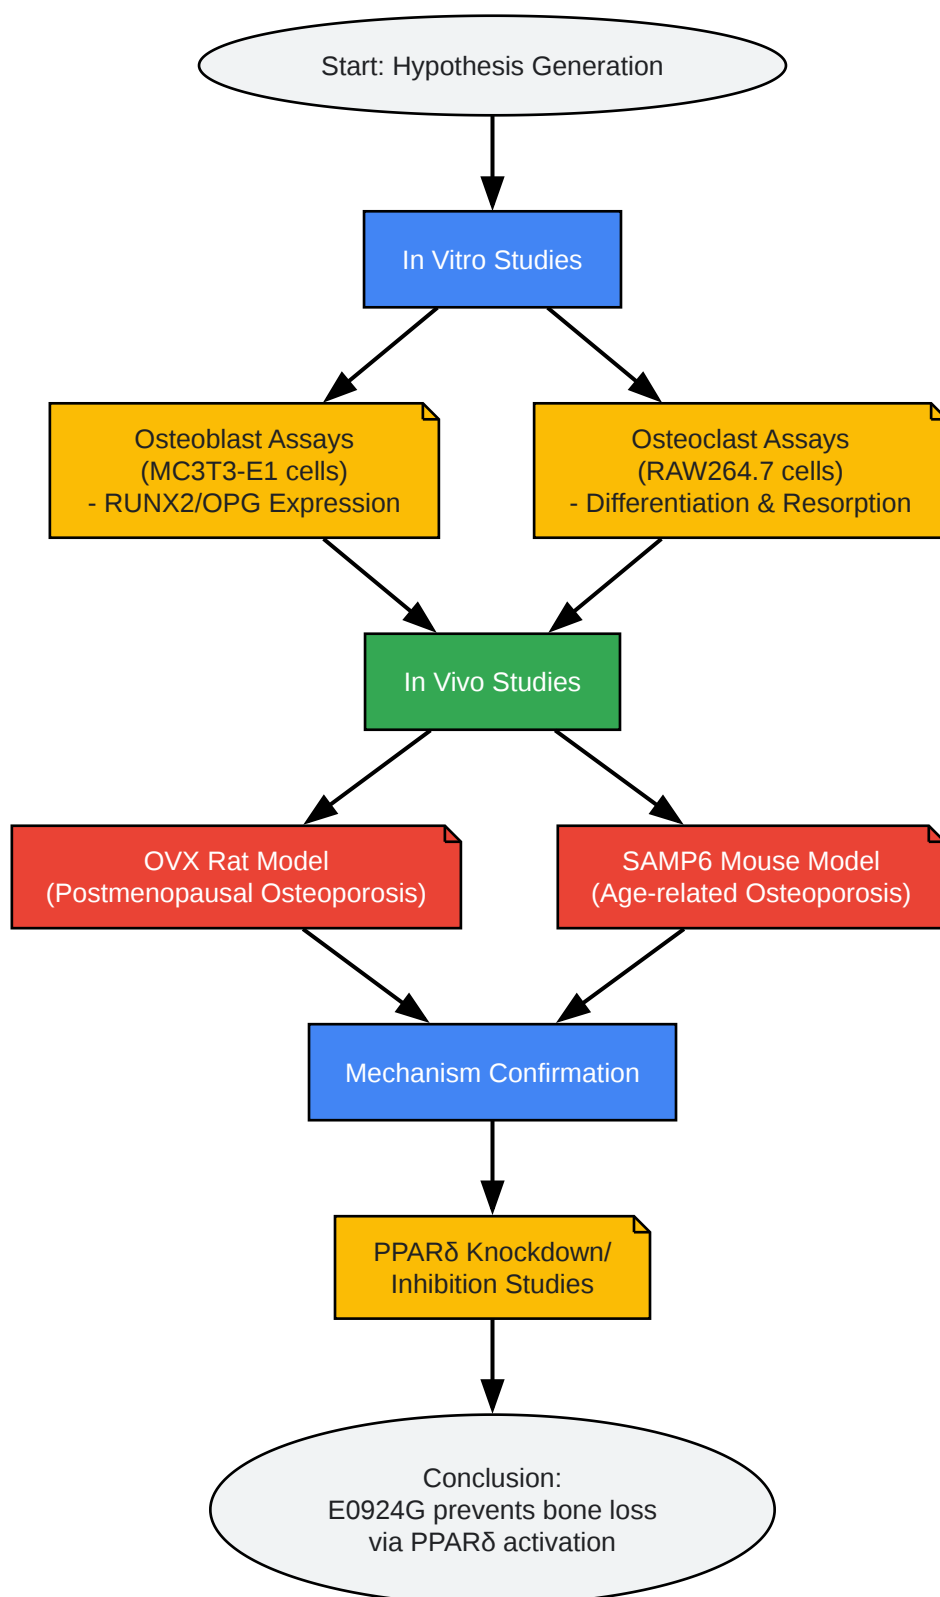 Start: Hypothesis Generation
In Vitro Studies
Osteoblast Assays
(MC3T3-E1 cells)
- RUNX2/OPG Expression
Osteoclast Assays
(RAW264.7 cells)
- Differentiation & Resorption
In Vivo Studies
OVX Rat Model
(Postmenopausal Osteoporosis)
SAMP6 Mouse Model
(Age-related Osteoporosis)
Mechanism Confirmation
PPARδ Knockdown/
Inhibition Studies
Conclusion:
E0924G prevents bone loss
via PPARδ activation